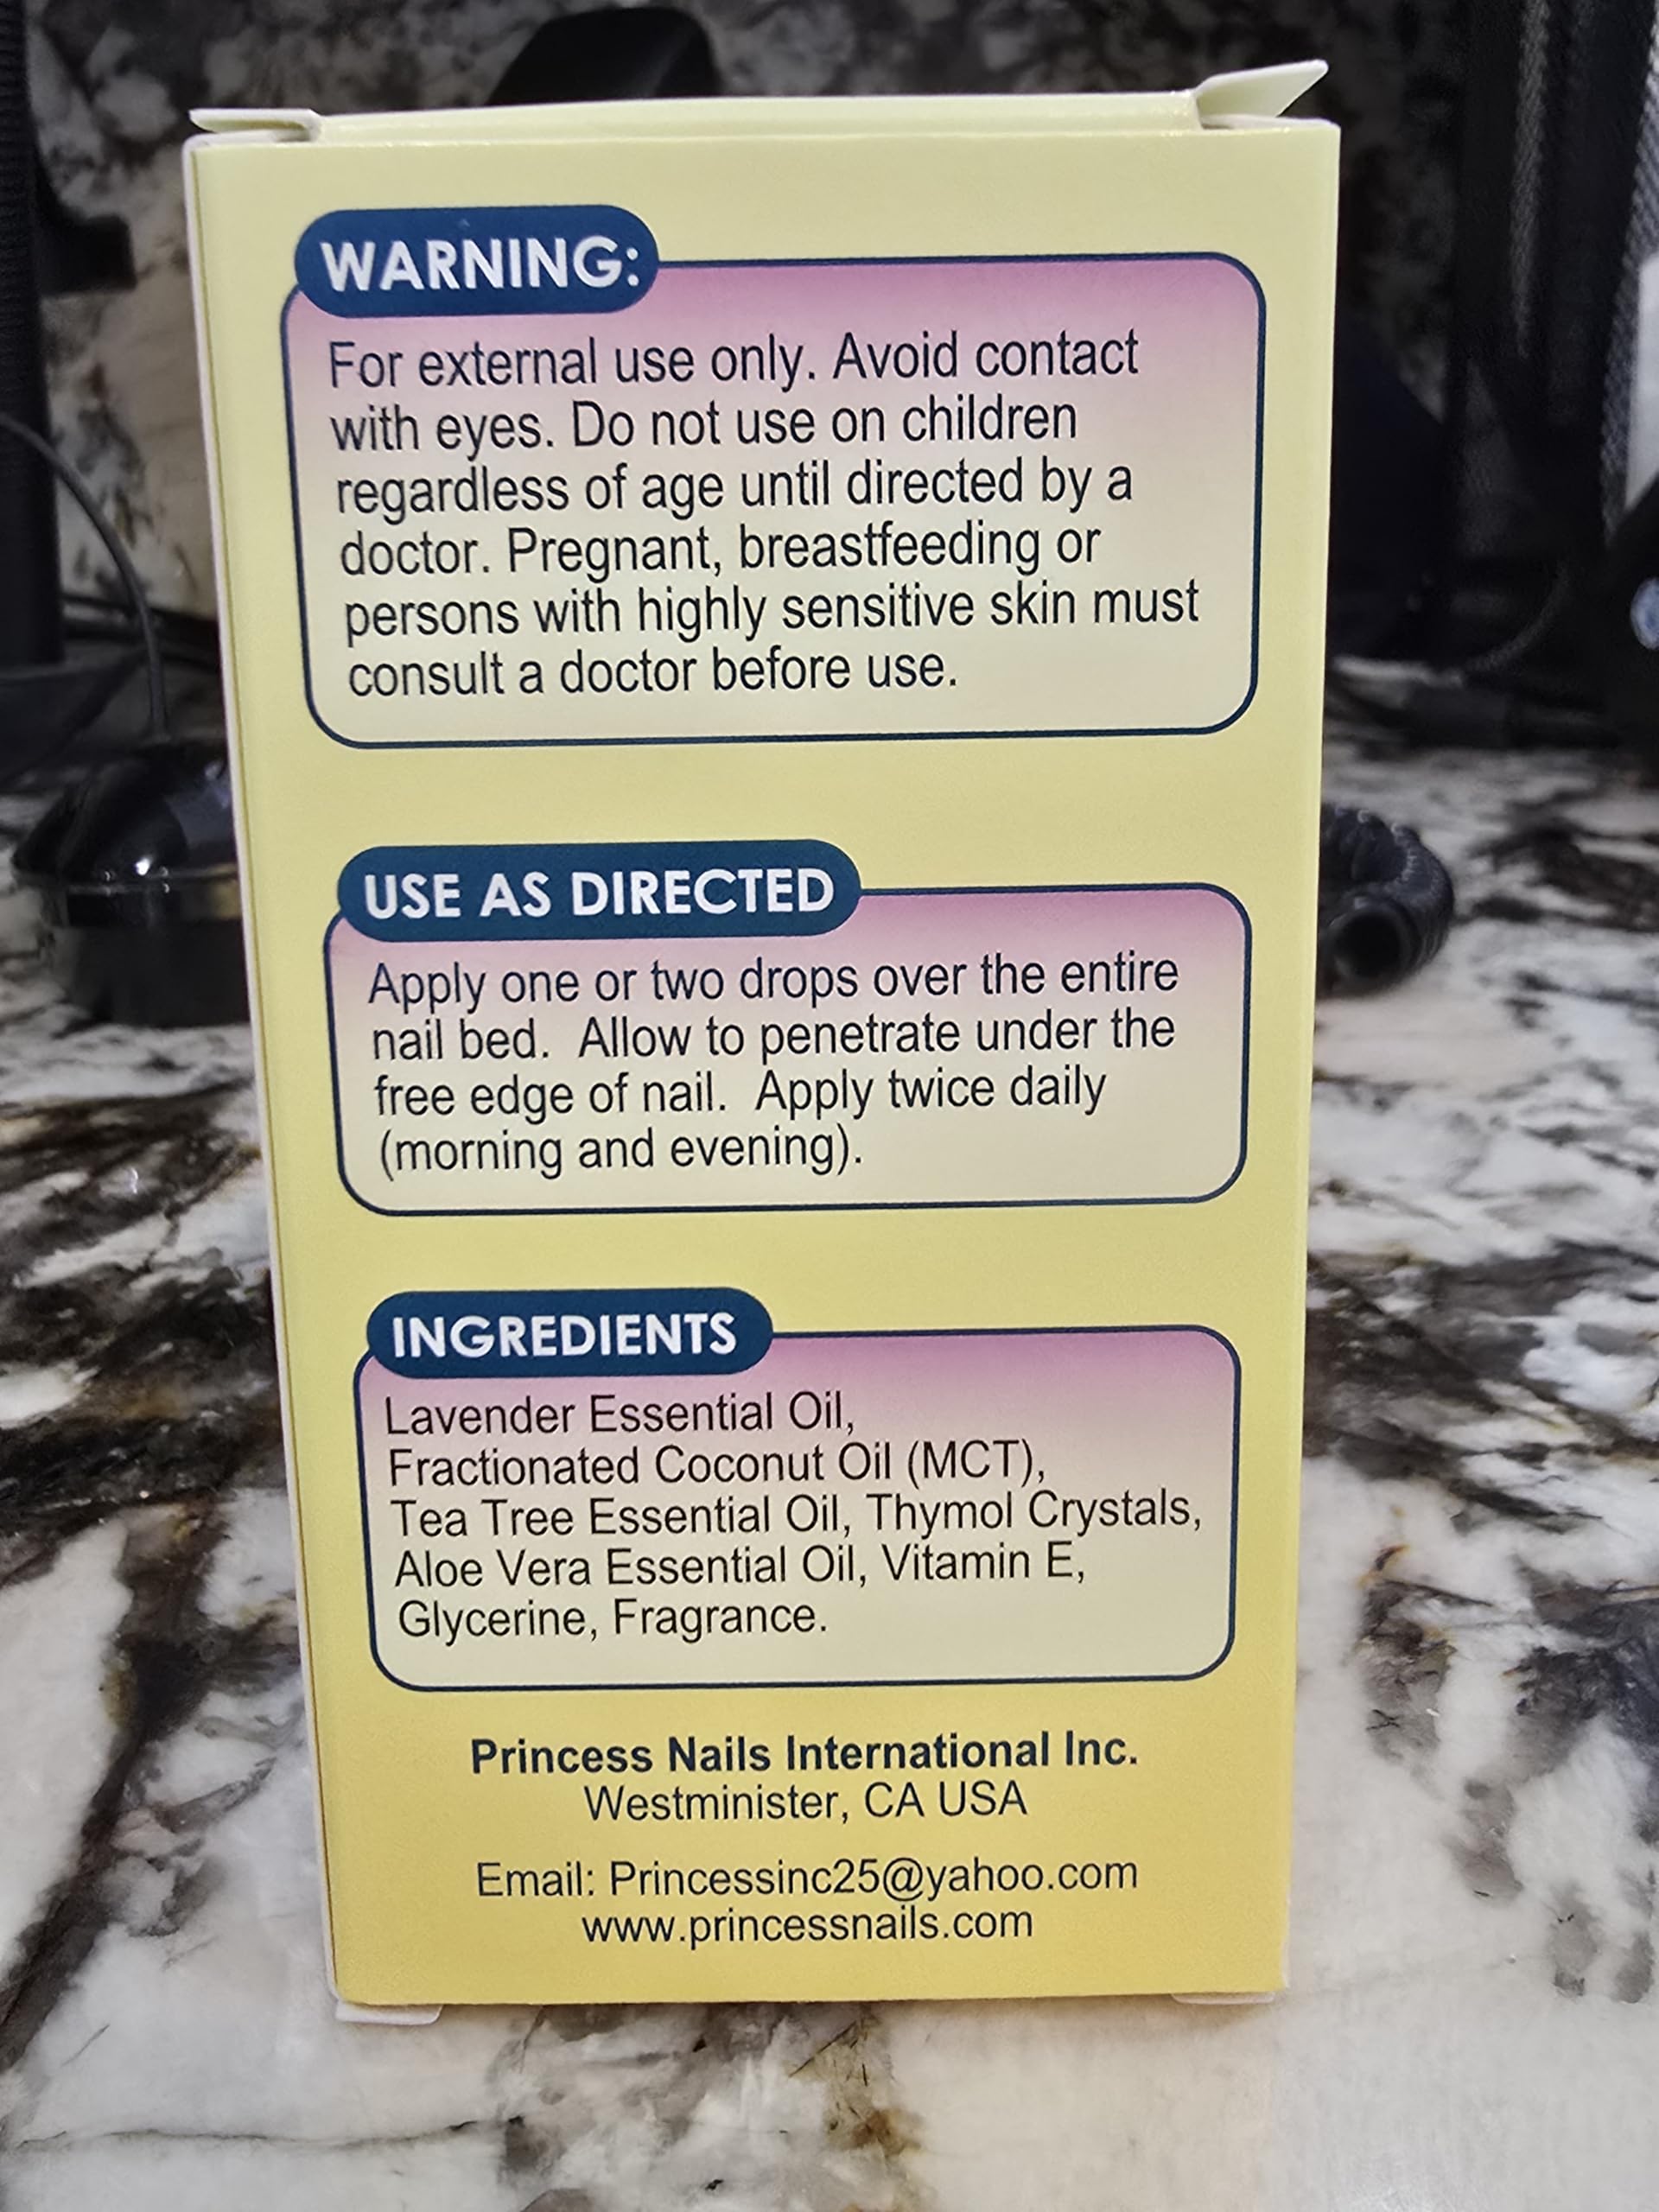 WARNING:
For external use only. Avoid contact
with eyes. Do not use on children
regardless of age until directed by a
doctor. Pregnant, breastfeeding or
persons with highly sensitive skin must
consult a doctor before use.
USE AS DIRECTED
Apply one or two drops over the entire
nail bed. Allow to penetrate under the
free edge of nail. Apply twice daily
(morning and evening).
INGREDIENTS
Lavender Essential Oil,
Fractionated Coconut Oil (MCT),
Tea Tree Essential Oil, Thymol Crystals,
Aloe Vera Essential Oil, Vitamin E,
Glycerine, Fragrance.
Princess Nails International Inc.
Westminister, CA USA
Email: Princessinc25@yahoo.com
www.princessnails.com